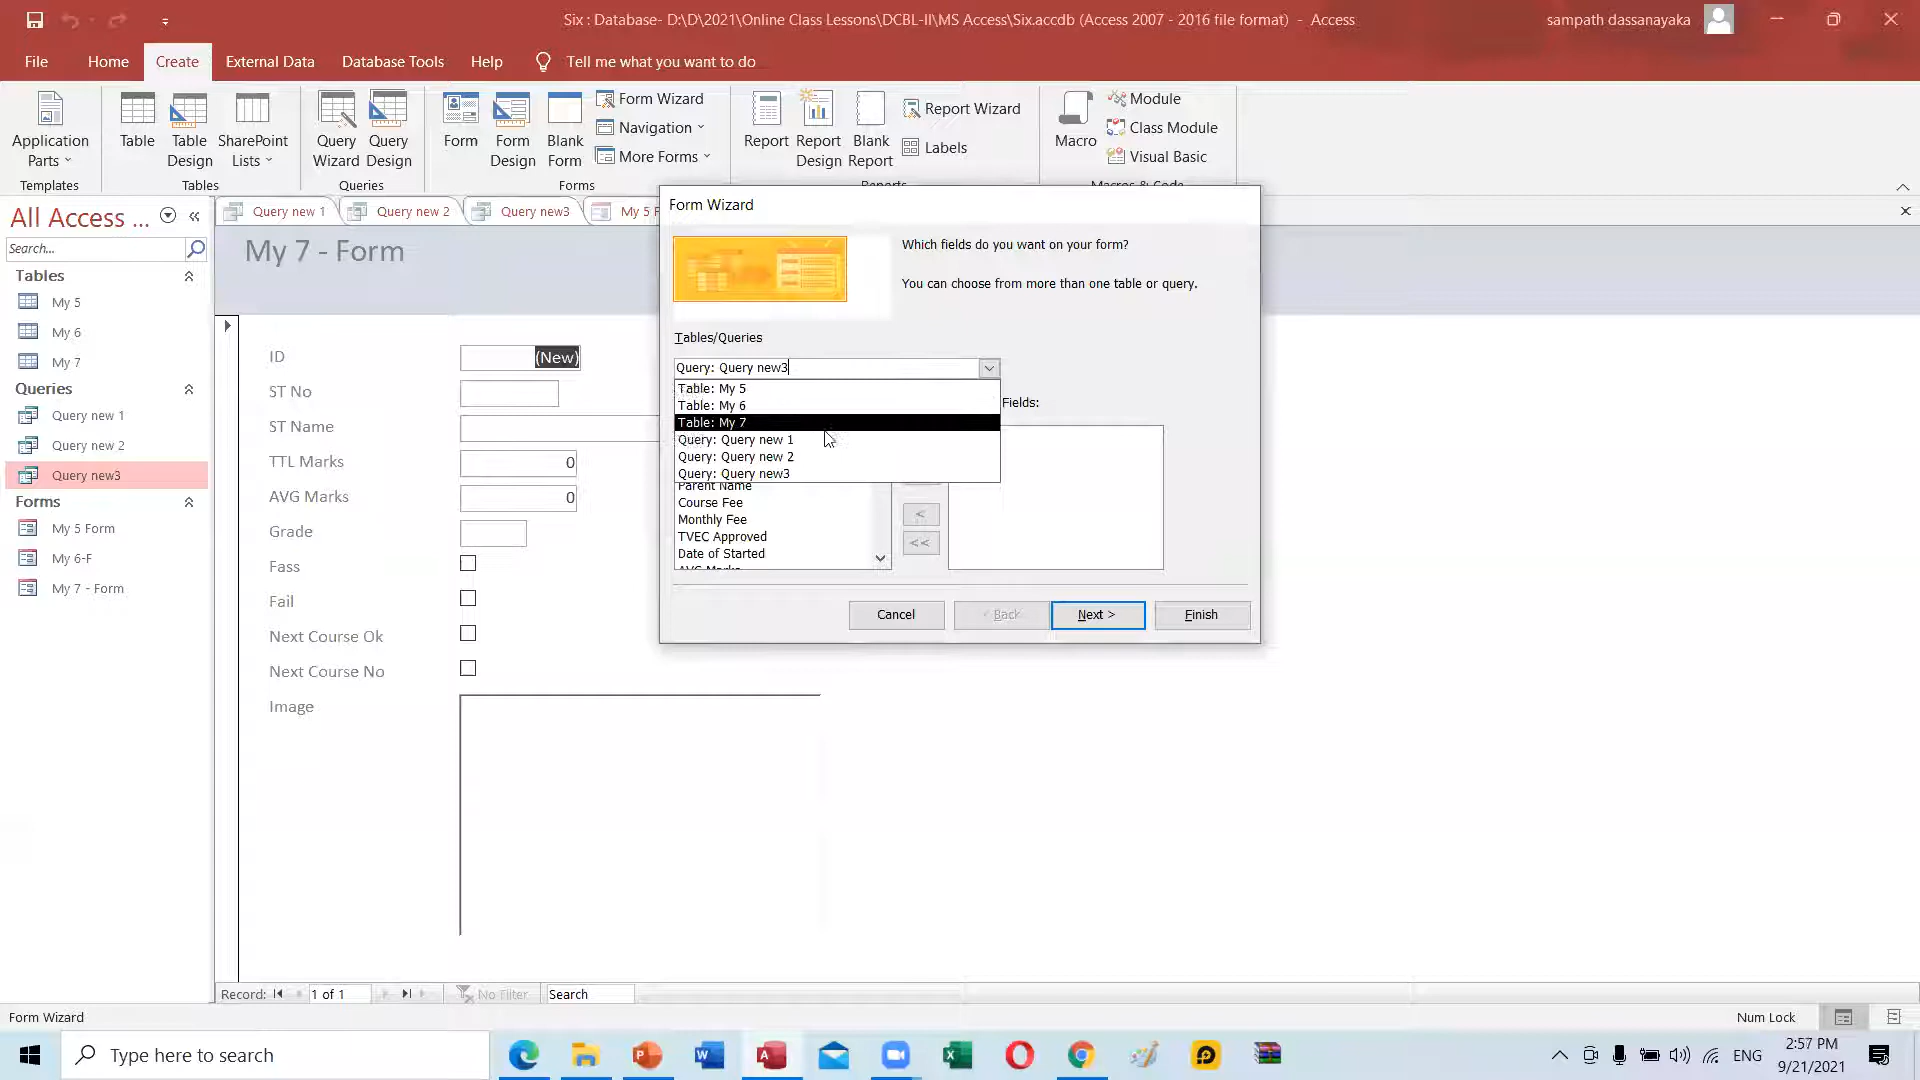 Six : Database- D:\D\2021\Online Class Lessons\DCBL-II\MS Access\Six.accdb (Access 2007 - 2016 file format) - Access
sampath dassanayaka
File Home Create External Data Database Tools Help Tell me what you want to do
Application Parts
Templates
Table
Table Design
SharePoint Lists
Tables
Query Wizard
Query Design
Queries
Form
Form Design
Blank Form
Form Wizard
Navigation
More Forms
Forms
Report
Report Design
Blank Report
Report Wizard
Labels
Reports
Macro
Module
Class Module
Visual Basic
Macros & Code
All Access ...
Search...
Tables
My 5
My 6
My 7
Queries
Query new 1
Query new 2
Query new3
Forms
My 5 Form
My 6-F
My 7 - Form
Query new 1
Query new 2
Query new3
My 5 F
My 7 - Form
ID
(New)
ST No
ST Name
TTL Marks
0
AVG Marks
0
Grade
Fass
Fail
Next Course Ok
Next Course No
Image
Form Wizard
Which fields do you want on your form?
You can choose from more than one table or query.
Tables/Queries
Query: Query new3
Table: My 5
Table: My 6
Table: My 7
Query: Query new 1
Query: Query new 2
Query: Query new3
Fields:
Parent Name
Course Fee
Monthly Fee
TVEC Approved
Date of Started
AVG Marks
<
<<
Cancel
< Back
Next >
Finish
Record: 1 of 1 No Filter Search
Form Wizard
Num Lock
Type here to search
ENG
2:57 PM
9/21/2021